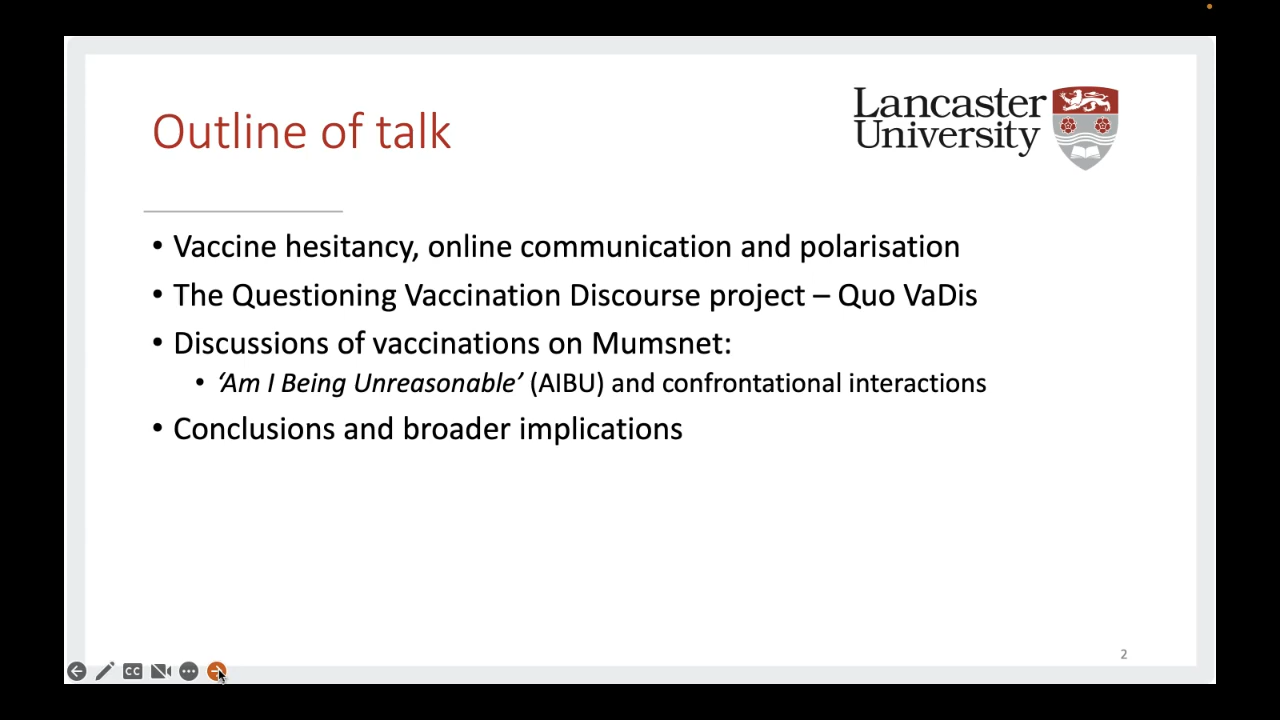 Outline of talk
Lancaster
University
• Vaccine hesitancy, online communication and polarisation
• The Questioning Vaccination Discourse project – Quo VaDis
• Discussions of vaccinations on Mumsnet:
• ‘Am I Being Unreasonable’ (AIBU) and confrontational interactions
• Conclusions and broader implications
2
CC